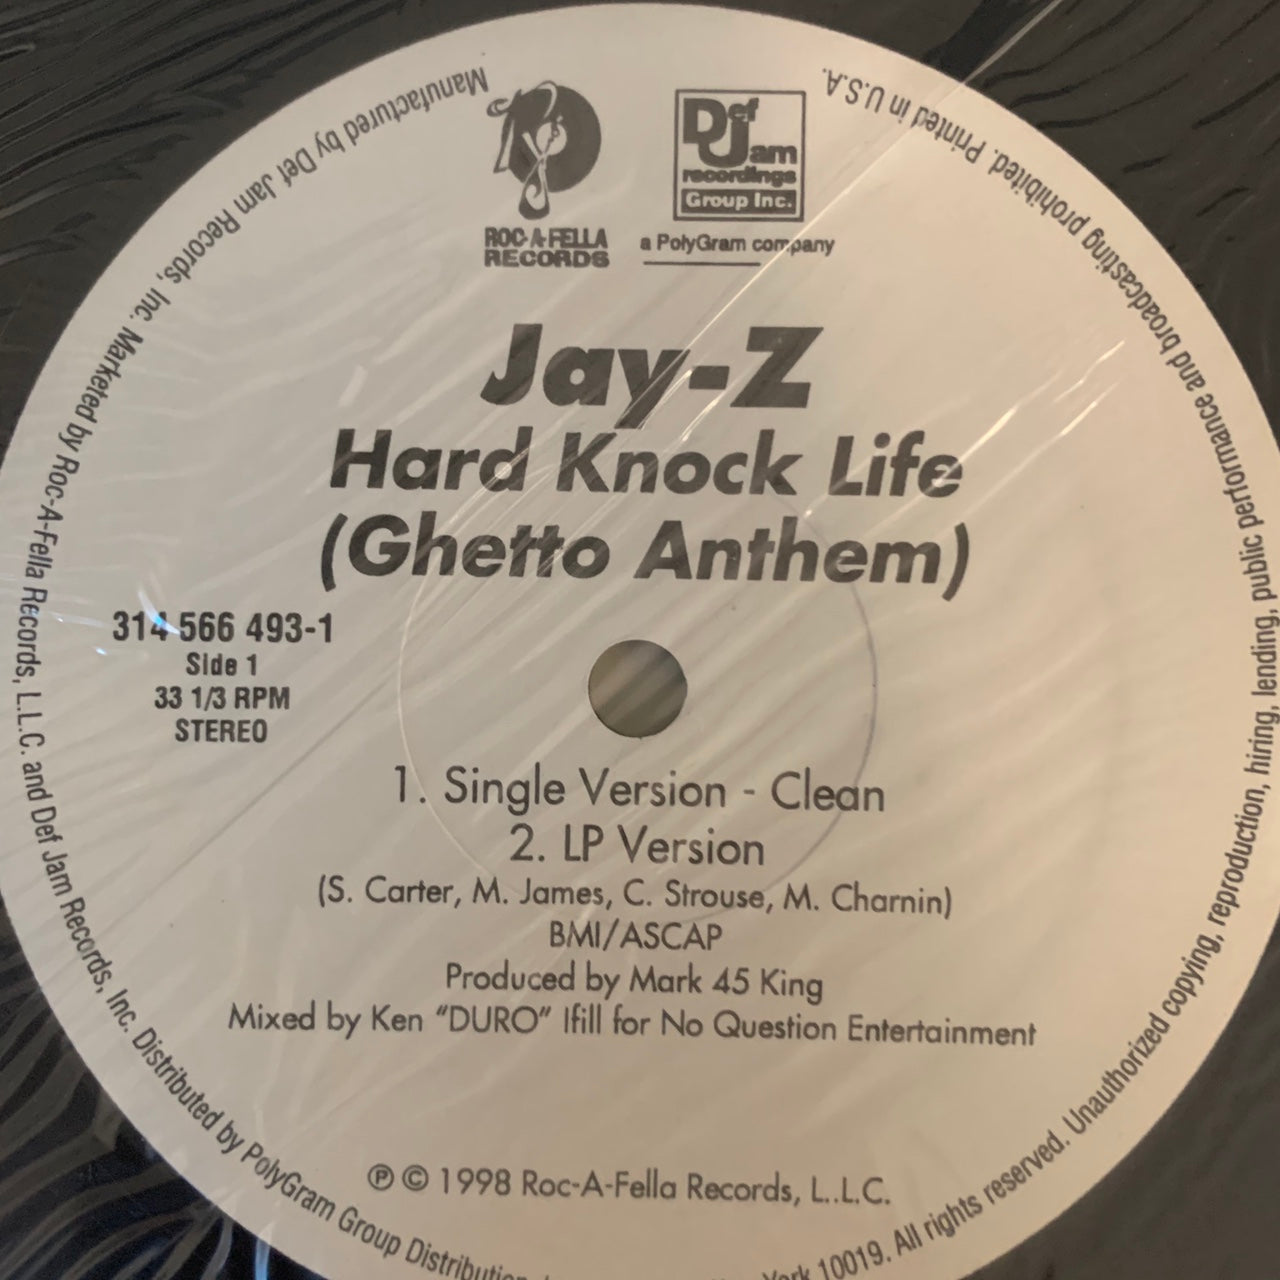 ROC-A-FELLA
RECORDS
Def
Jam
recordings
Group Inc.
a PolyGram company
Jay-Z
Hard Knock Life
(Ghetto Anthem)
314 566 493-1
Side 1
33 1/3 RPM
STEREO
1. Single Version - Clean
2. LP Version
(S. Carter, M. James, C. Strouse, M. Charnin)
BMI/ASCAP
Produced by Mark 45 King
Mixed by Ken “DURO” Ifill for No Question Entertainment
℗ © 1998 Roc-A-Fella Records, L.L.C.
Manufactured by Def Jam Records, Inc. Marketed by Roc-A-Fella Records, L.L.C. and Def Jam Records, Inc. Distributed by PolyGram Group 10019. All rights reserved. Unauthorized copying, reproduction, hiring, lending, public performance and broadcasting prohibited. Printed in U.S.A.